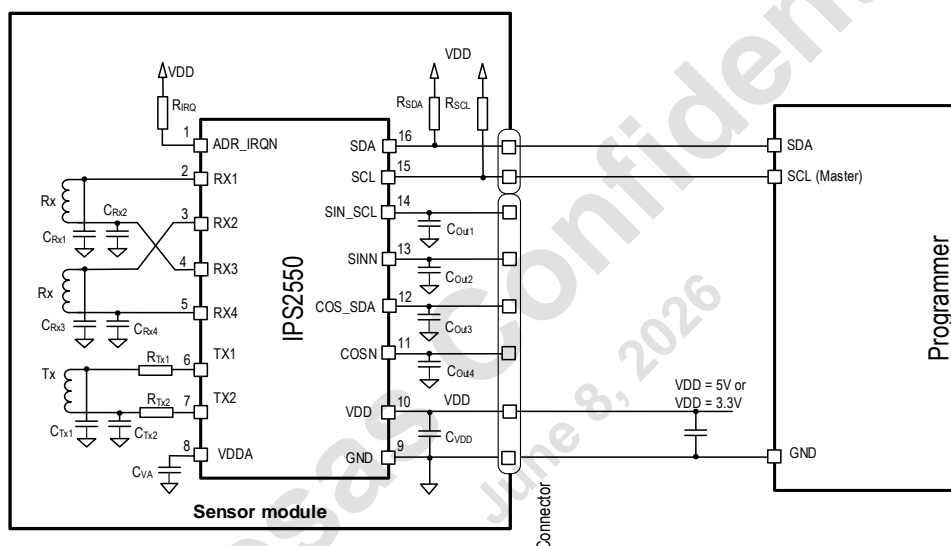 VDD
RIRQ
VDD
RSDA
RSCL
1
ADR_IRQN
SDA
16
SDA
2
RX1
SCL
15
SCL (Master)
Rx
CRx2
CRx1
3
RX2
SIN_SCL
14
COut1
4
RX3
SINN
13
COut2
Rx
CRx3
CRx4
5
RX4
COS_SDA
12
COut3
IPS2550
Programmer
TX1
RTx1
6
COSN
11
COut4
Tx
RTx2
7
TX2
CTx1
CTx2
VDD
10
VDD
VDD = 5V or
VDD = 3.3V
8
VDDA
CVA
CVDD
GND
9
GND
Sensor module
Connector
sas Confident
June 8, 2026